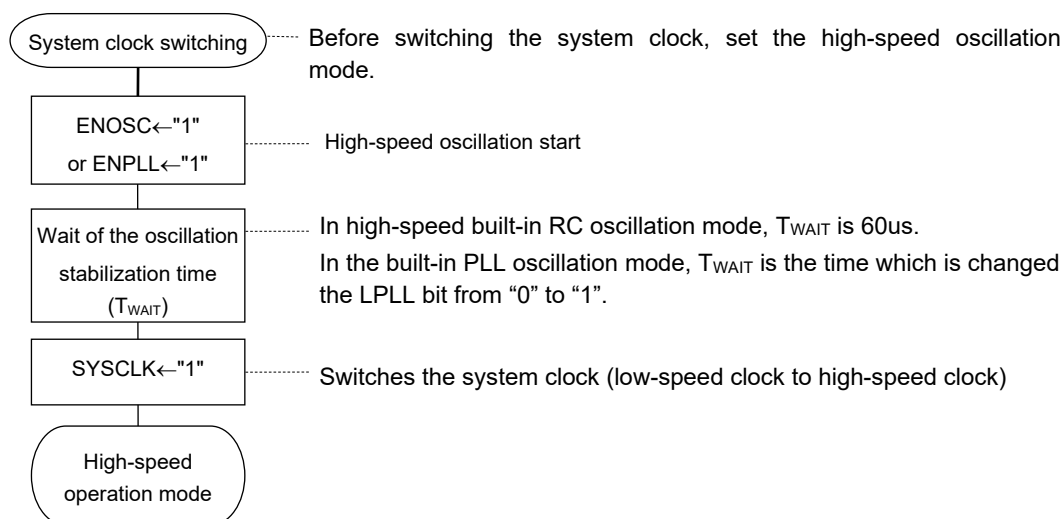 System clock switching
Before switching the system clock, set the high-speed oscillation
mode.
ENOSC←"1"
or ENPLL←"1"
High-speed oscillation start
Wait of the oscillation
stabilization time
(TWAIT)
In high-speed built-in RC oscillation mode, TWAIT is 60us.
In the built-in PLL oscillation mode, TWAIT is the time which is changed
the LPLL bit from “0” to “1”.
SYSCLK←"1"
Switches the system clock (low-speed clock to high-speed clock)
High-speed
operation mode